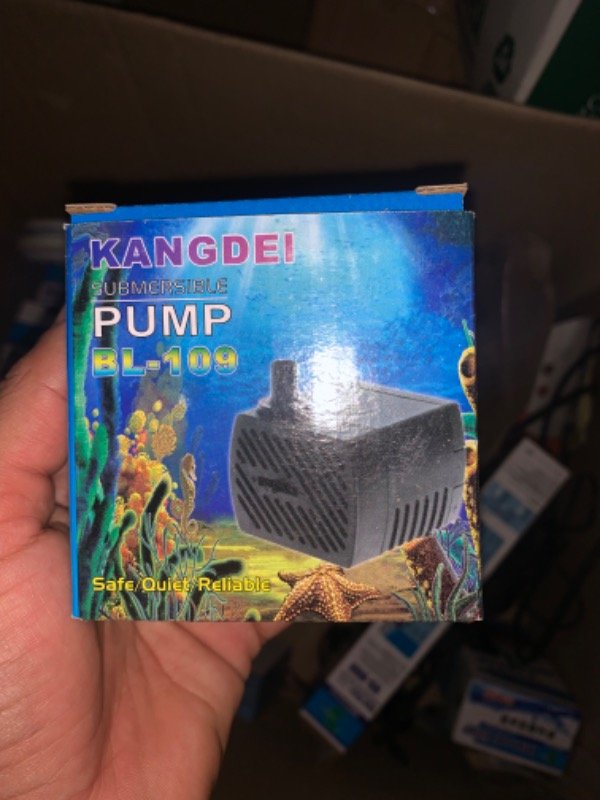 KANGDEI
SUBMERSIBLE
PUMP
BL-109
Safe/Quiet/Reliable